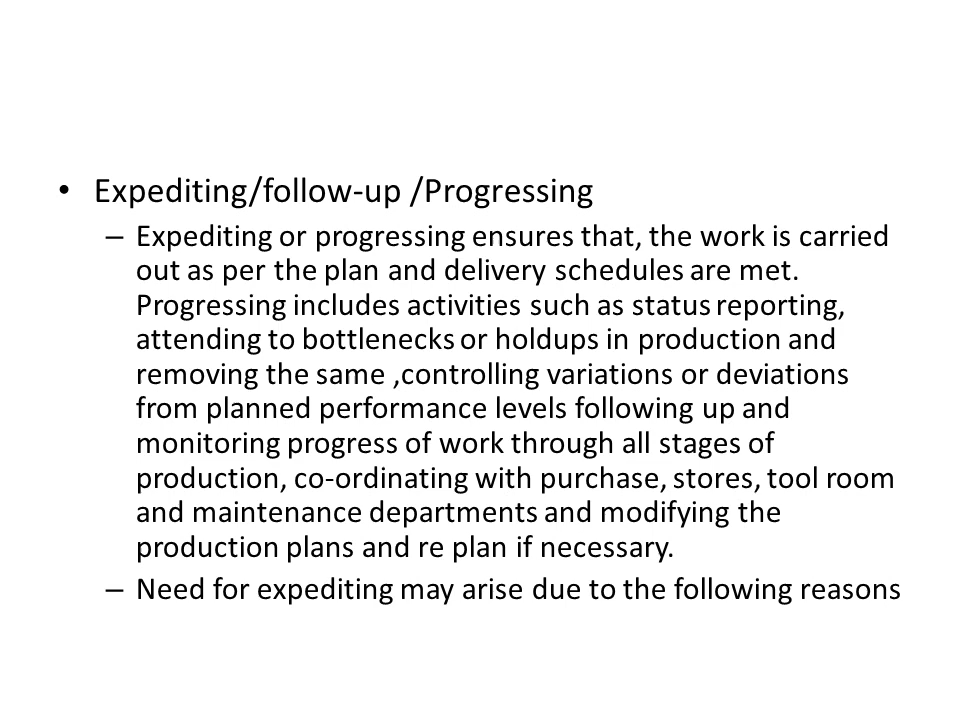 • Expediting/follow-up /Progressing
– Expediting or progressing ensures that, the work is carried
out as per the plan and delivery schedules are met.
Progressing includes activities such as status reporting,
attending to bottlenecks or holdups in production and
removing the same ,controlling variations or deviations
from planned performance levels following up and
monitoring progress of work through all stages of
production, co-ordinating with purchase, stores, tool room
and maintenance departments and modifying the
production plans and re plan if necessary.
– Need for expediting may arise due to the following reasons